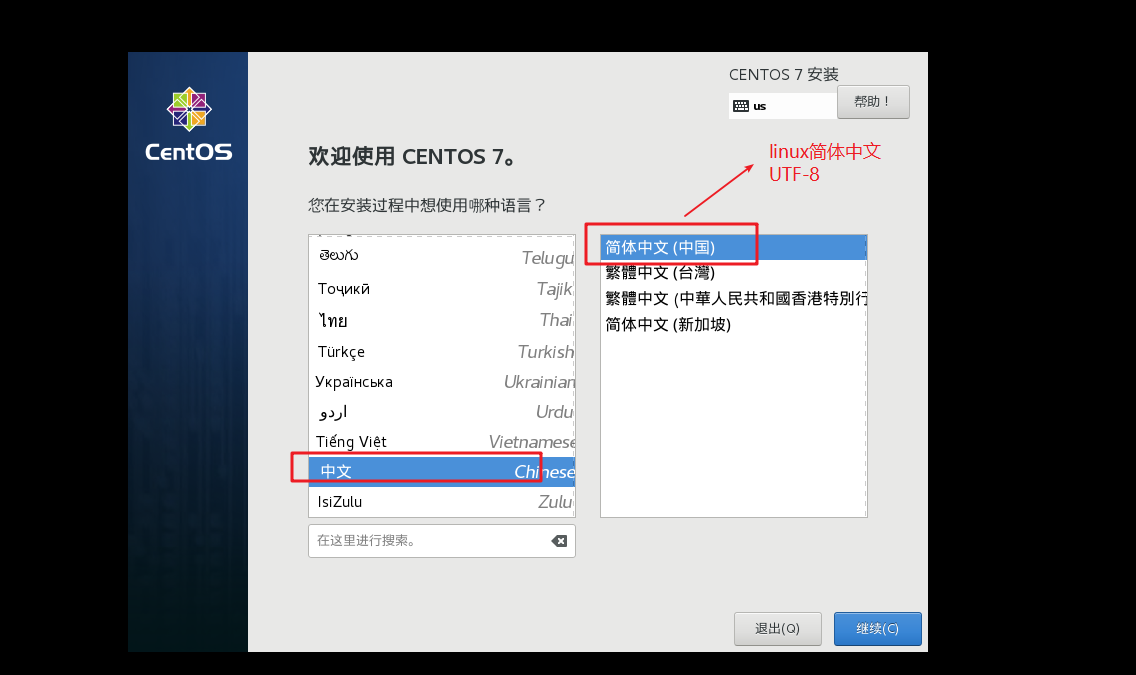 CentOS
CENTOS 7 安装
us
帮助！
欢迎使用 CENTOS 7。
linux简体中文
UTF-8
您在安装过程中想使用哪种语言？
తెలుగు Telugu
Тоҷикӣ Tajik
ไทย Thai
Türkçe Turkish
Українська Ukrainian
اردو Urdu
Tiếng Việt Vietnamese
中文 Chinese
IsiZulu Zulu
简体中文 (中国)
繁體中文 (台灣)
繁體中文 (中華人民共和國香港特別行
简体中文 (新加坡)
在这里进行搜索。
退出(Q)
继续(C)